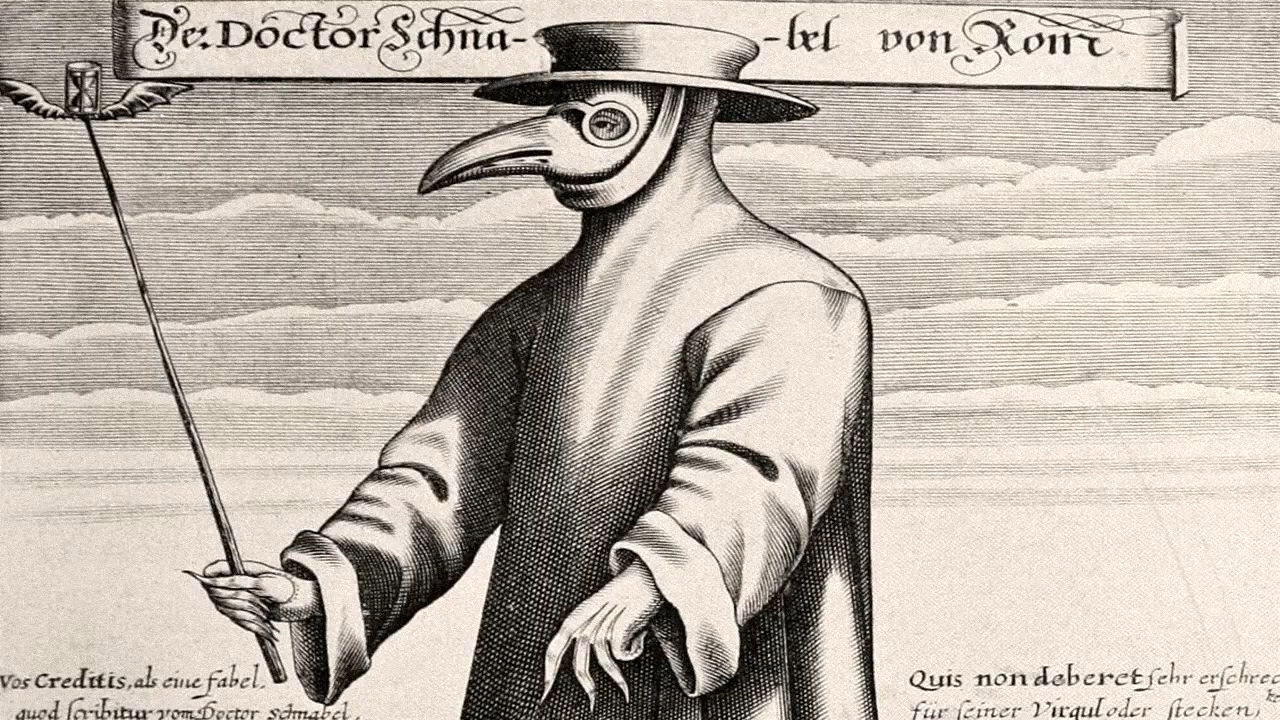 Der Doctor Schna- -bel von Rom
Vos Creditis, als eine fabel,
quod ſcribitur vom Doctor Schnabel,
Quis non deberet ſehr erſchrec
für ſeiner Virgul oder ſtecken,